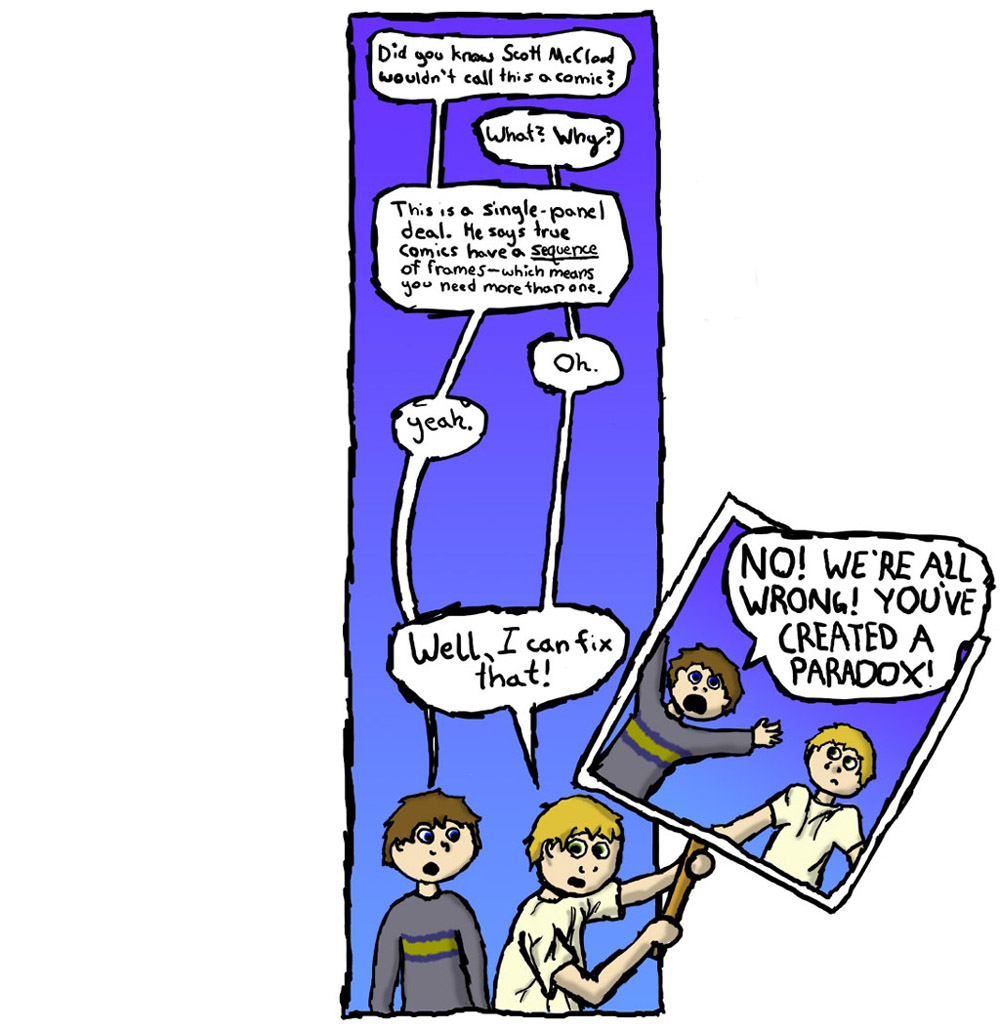 Did you know Scott McCloud
wouldn't call this a comic?
What? Why?
This is a single-panel
deal. He says true
comics have a sequence
of frames—which means
you need more than one.
Oh.
yeah.
Well, I can fix
that!
NO! WE'RE ALL
WRONG! YOU'VE
CREATED A
PARADOX!